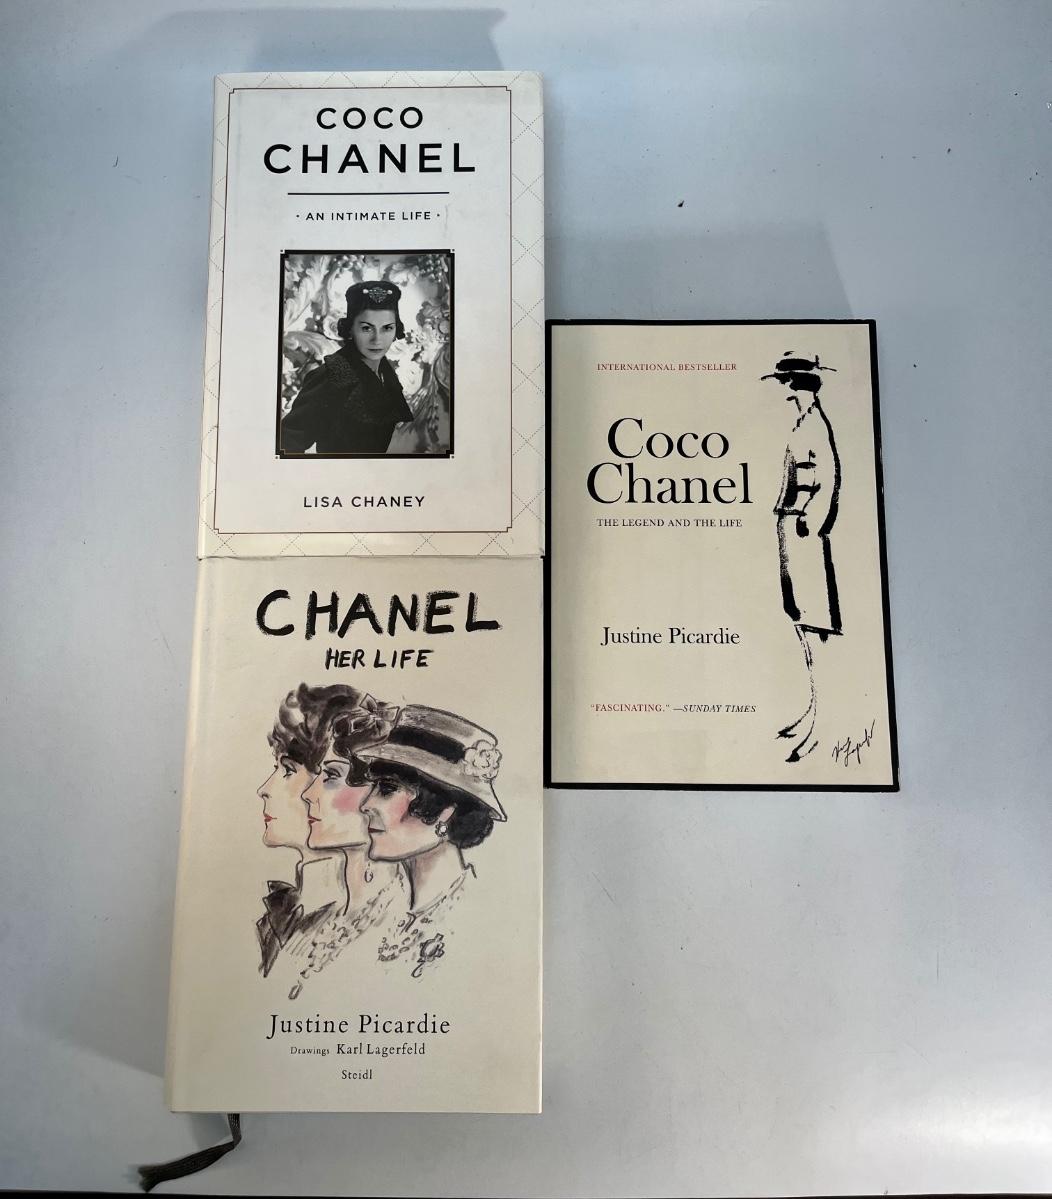 COCO
CHANEL
· AN INTIMATE LIFE ·
LISA CHANEY
CHANEL
HER LIFE
Justine Picardie
Drawings Karl Lagerfeld
Steidl
INTERNATIONAL BESTSELLER
Coco
Chanel
THE LEGEND AND THE LIFE
Justine Picardie
"FASCINATING." —SUNDAY TIMES